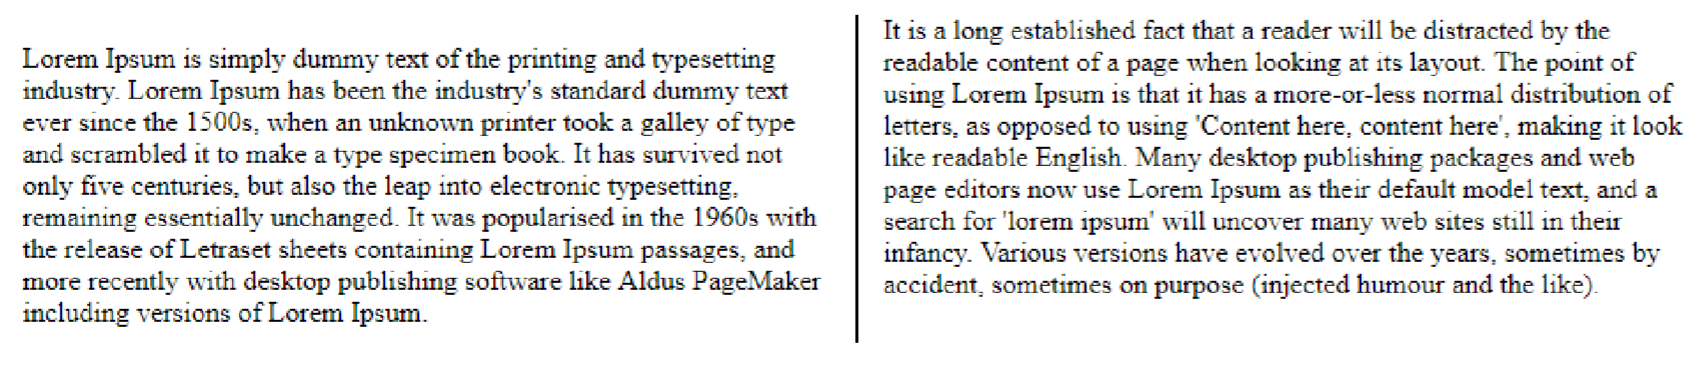 Lorem Ipsum is simply dummy text of the printing and typesetting
industry. Lorem Ipsum has been the industry's standard dummy text
ever since the 1500s, when an unknown printer took a galley of type
and scrambled it to make a type specimen book. It has survived not
only five centuries, but also the leap into electronic typesetting,
remaining essentially unchanged. It was popularised in the 1960s with
the release of Letraset sheets containing Lorem Ipsum passages, and
more recently with desktop publishing software like Aldus PageMaker
including versions of Lorem Ipsum.
It is a long established fact that a reader will be distracted by the
readable content of a page when looking at its layout. The point of
using Lorem Ipsum is that it has a more-or-less normal distribution of
letters, as opposed to using 'Content here, content here', making it look
like readable English. Many desktop publishing packages and web
page editors now use Lorem Ipsum as their default model text, and a
search for 'lorem ipsum' will uncover many web sites still in their
infancy. Various versions have evolved over the years, sometimes by
accident, sometimes on purpose (injected humour and the like).